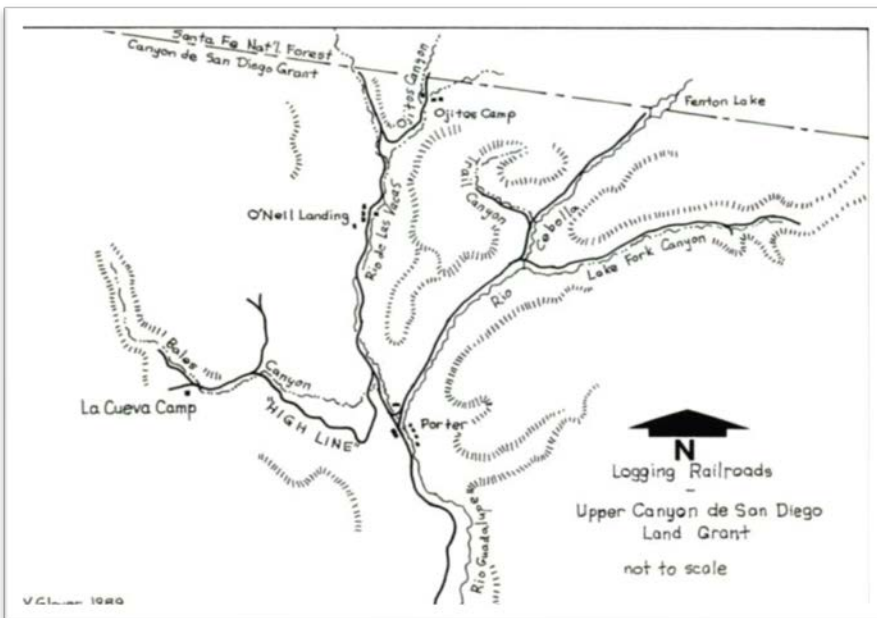 Santa Fe Nat'l Forest
Canyon de San Diego Grant
Ojitos Canyon
Ojitos Camp
Fenton Lake
Trail
Canyon
O'Neil Landing
Rio de Las Vacas
Cebolla
Rio
Lake Fork Canyon
Bales
Canyon
La Cueva Camp
"HIGH LINE"
Porter
N
Logging Railroads
-
Upper Canyon de San Diego
Land Grant
not to scale
Rio Guadalupe
V Glover 1989